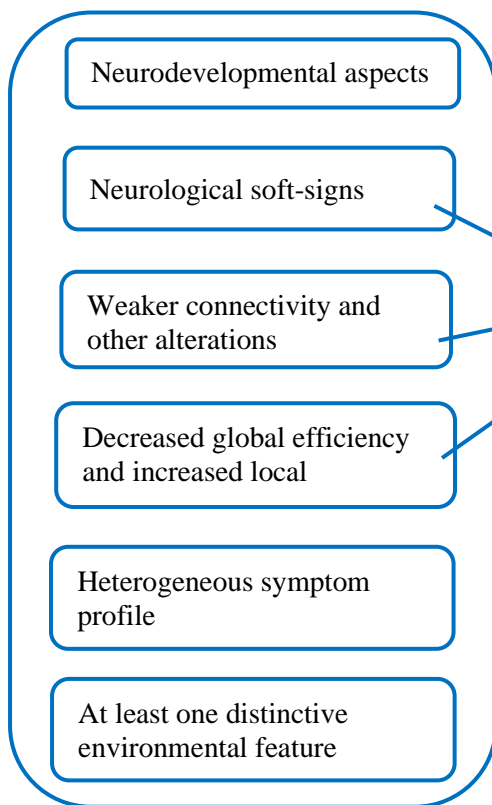 Neurodevelopmental aspects
Neurological soft-signs
Weaker connectivity and
other alterations
Decreased global efficiency
and increased local
Heterogeneous symptom
profile
At least one distinctive
environmental feature